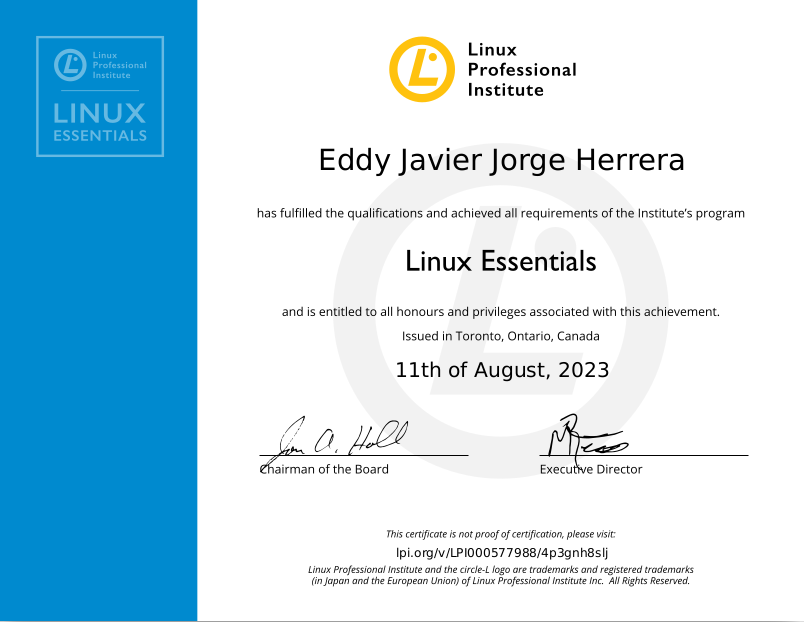 Linux
Professional
Institute
LINUX
ESSENTIALS
Linux
Professional
Institute
Eddy Javier Jorge Herrera
has fulfilled the qualifications and achieved all requirements of the Institute’s program
Linux Essentials
and is entitled to all honours and privileges associated with this achievement.
Issued in Toronto, Ontario, Canada
11th of August, 2023
Jon A. Hall
Chairman of the Board
Executive Director
This certificate is not proof of certification, please visit:
lpi.org/v/LPI000577988/4p3gnh8slj
Linux Professional Institute and the circle-L logo are trademarks and registered trademarks
(in Japan and the European Union) of Linux Professional Institute Inc. All Rights Reserved.